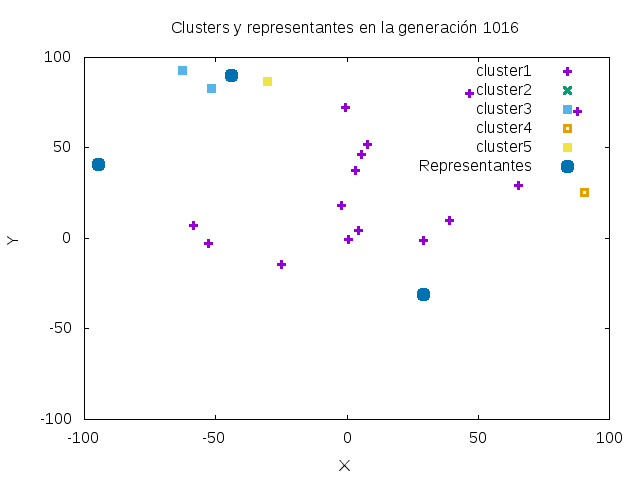 Clusters y representantes en la generación 1016
100
50
0
-50
-100
-100
-50
0
50
100
Y
X
cluster1
cluster2
cluster3
cluster4
cluster5
Representantes